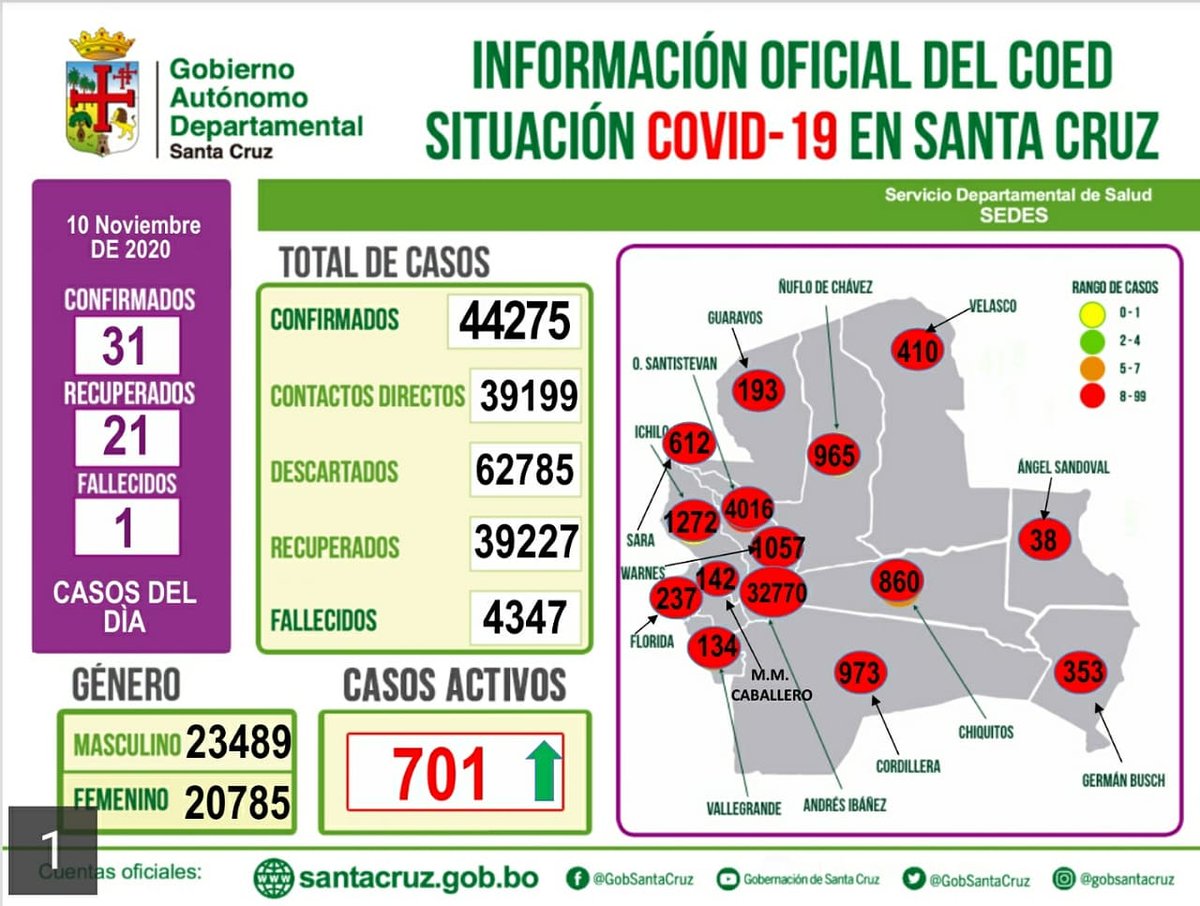 Gobierno
Autónomo
Departamental
Santa Cruz
INFORMACIÓN OFICIAL DEL COED
SITUACIÓN COVID-19 EN SANTA CRUZ
Servicio Departamental de Salud
SEDES
10 Noviembre
DE 2020
CONFIRMADOS
31
RECUPERADOS
21
FALLECIDOS
1
CASOS DEL
DÌA
TOTAL DE CASOS
CONFIRMADOS 44275
CONTACTOS DIRECTOS 39199
DESCARTADOS 62785
RECUPERADOS 39227
FALLECIDOS 4347
GÉNERO
MASCULINO 23489
FEMENINO 20785
CASOS ACTIVOS
701
ÑUFLO DE CHÁVEZ
GUARAYOS
VELASCO
O. SANTISTEVAN
ICHILO
ÁNGEL SANDOVAL
SARA
WARNES
FLORIDA
M.M.
CABALLERO
CHIQUITOS
CORDILLERA
GERMÁN BUSCH
VALLEGRANDE
ANDRÉS IBÁÑEZ
410
193
612
965
4016
1272
38
1057
142
860
237
32770
134
973
353
RANGO DE CASOS
0 - 1
2 - 4
5 - 7
8 - 99
1
Cuentas oficiales:
www
santacruz.gob.bo
@GobSantaCruz
Gobernación de Santa Cruz
@GobSantaCruz
@gobsantacruz